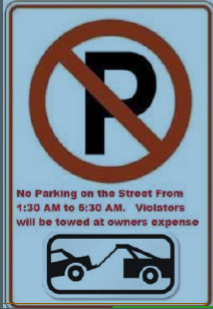 P
No Parking on the Street From
1:30 AM to 5:30 AM. Violators
will be towed at owners expense